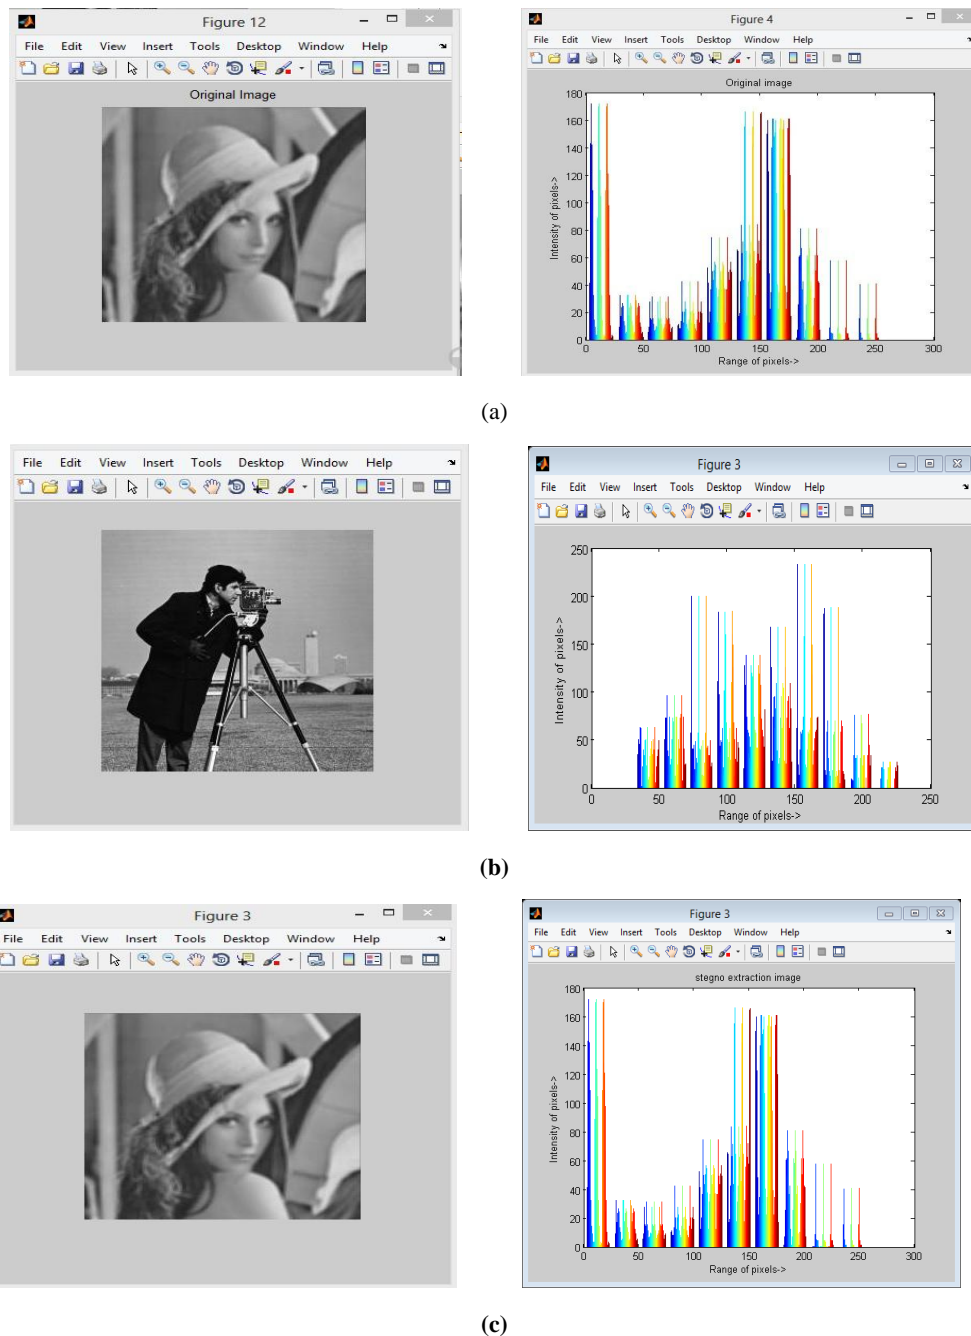 Figure 12
File Edit View Insert Tools Desktop Window Help
Original Image
Figure 4
File Edit View Insert Tools Desktop Window Help
Original image
180
160
140
120
100
80
60
40
20
0
Intensity of pixels->
0 50 100 150 200 250 300
Range of pixels->
(a)
File Edit View Insert Tools Desktop Window Help
Figure 3
File Edit View Insert Tools Desktop Window Help
250
200
150
100
50
0
Intensity of pixels->
0 50 100 150 200 250
Range of pixels->
(b)
Figure 3
File Edit View Insert Tools Desktop Window Help
Figure 3
File Edit View Insert Tools Desktop Window Help
stegno extraction image
180
160
140
120
100
80
60
40
20
0
Intensity of pixels->
0 50 100 150 200 250 300
Range of pixels->
(c)